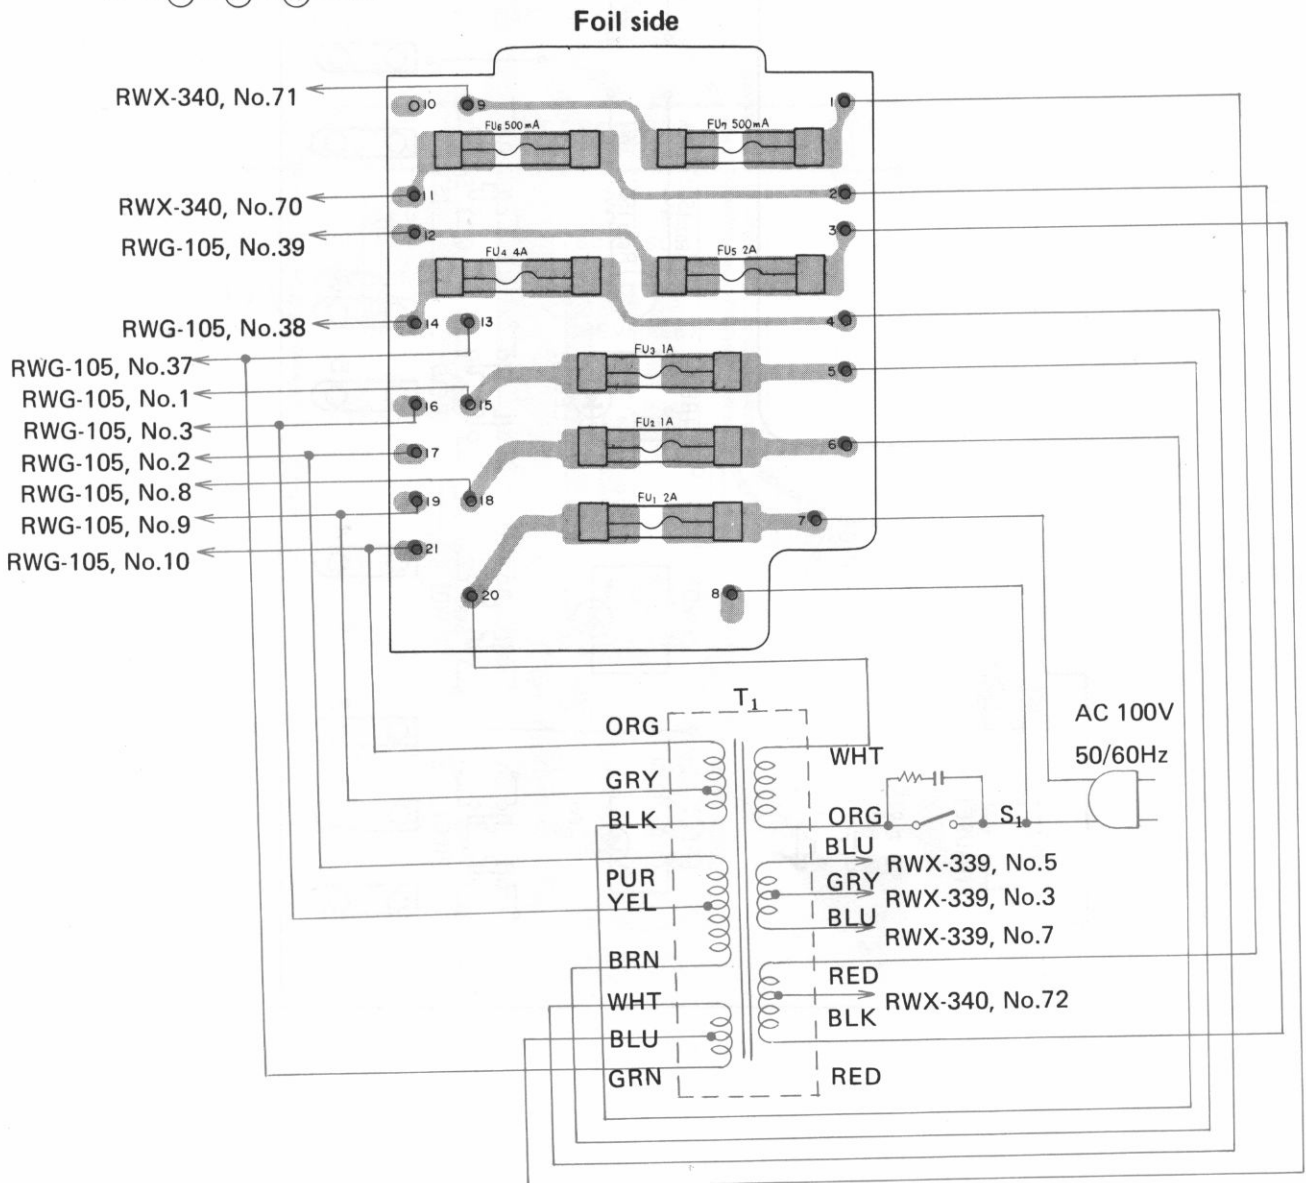 Foil side
RWX-340, No.71
10
9
1
FU6 500mA
FU7 500mA
RWX-340, No.70
11
2
RWG-105, No.39
12
3
FU4 4A
FU5 2A
RWG-105, No.38
14
13
4
RWG-105, No.37
FU3 1A
5
RWG-105, No.1
16
15
RWG-105, No.3
FU2 1A
6
RWG-105, No.2
17
RWG-105, No.8
19
18
FU1 2A
7
RWG-105, No.9
RWG-105, No.10
21
20
8
T1
ORG
WHT
AC 100V
50/60Hz
GRY
BLK
ORG
S1
BLU
RWX-339, No.5
PUR
GRY
RWX-339, No.3
YEL
BLU
RWX-339, No.7
BRN
RED
WHT
RWX-340, No.72
BLU
BLK
GRN
RED